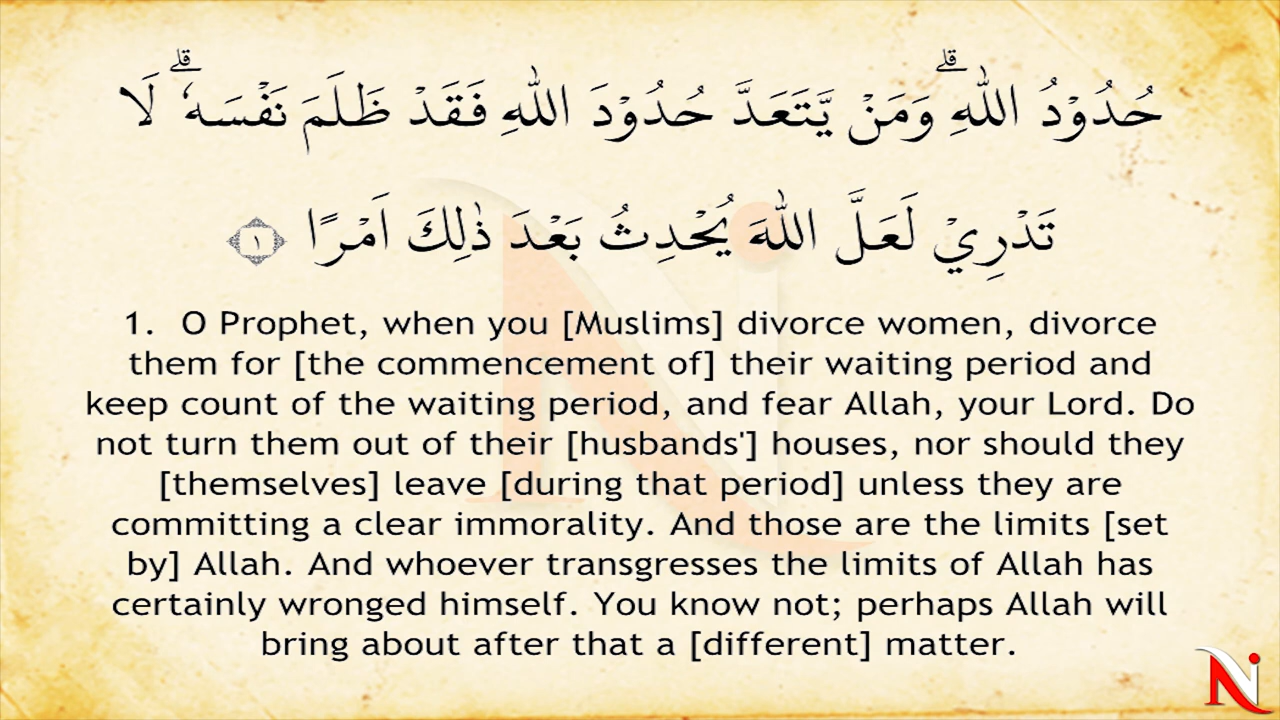 حُدُوْدُ اللّٰهِ ۗ وَمَنْ يَّتَعَدَّ حُدُوْدَ اللّٰهِ فَقَدْ ظَلَمَ نَفْسَهٗ ۗ لَا
تَدْرِيْ لَعَلَّ اللّٰهَ يُحْدِثُ بَعْدَ ذٰلِكَ اَمْرًا ١
1. O Prophet, when you [Muslims] divorce women, divorce
them for [the commencement of] their waiting period and
keep count of the waiting period, and fear Allah, your Lord. Do
not turn them out of their [husbands'] houses, nor should they
[themselves] leave [during that period] unless they are
committing a clear immorality. And those are the limits [set
by] Allah. And whoever transgresses the limits of Allah has
certainly wronged himself. You know not; perhaps Allah will
bring about after that a [different] matter.
Ni